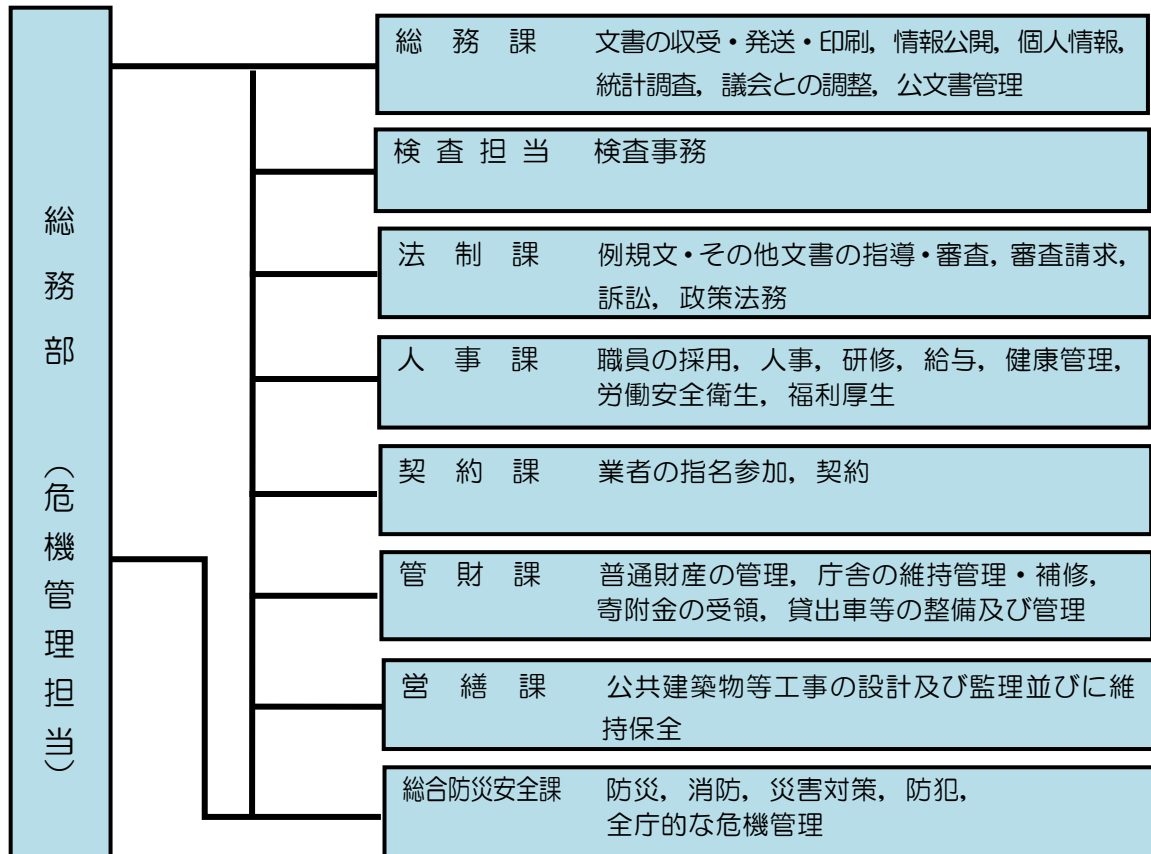 総務部（危機管理担当）
総務課 文書の収受・発送・印刷，情報公開，個人情報，
統計調査，議会との調整，公文書管理
検査担当 検査事務
法制課 例規文・その他文書の指導・審査，審査請求，
訴訟，政策法務
人事課 職員の採用，人事，研修，給与，健康管理，
労働安全衛生，福利厚生
契約課 業者の指名参加，契約
管財課 普通財産の管理，庁舎の維持管理・補修，
寄附金の受領，貸出車等の整備及び管理
営繕課 公共建築物等工事の設計及び監理並びに維
持保全
総合防災安全課 防災，消防，災害対策，防犯，
全庁的な危機管理